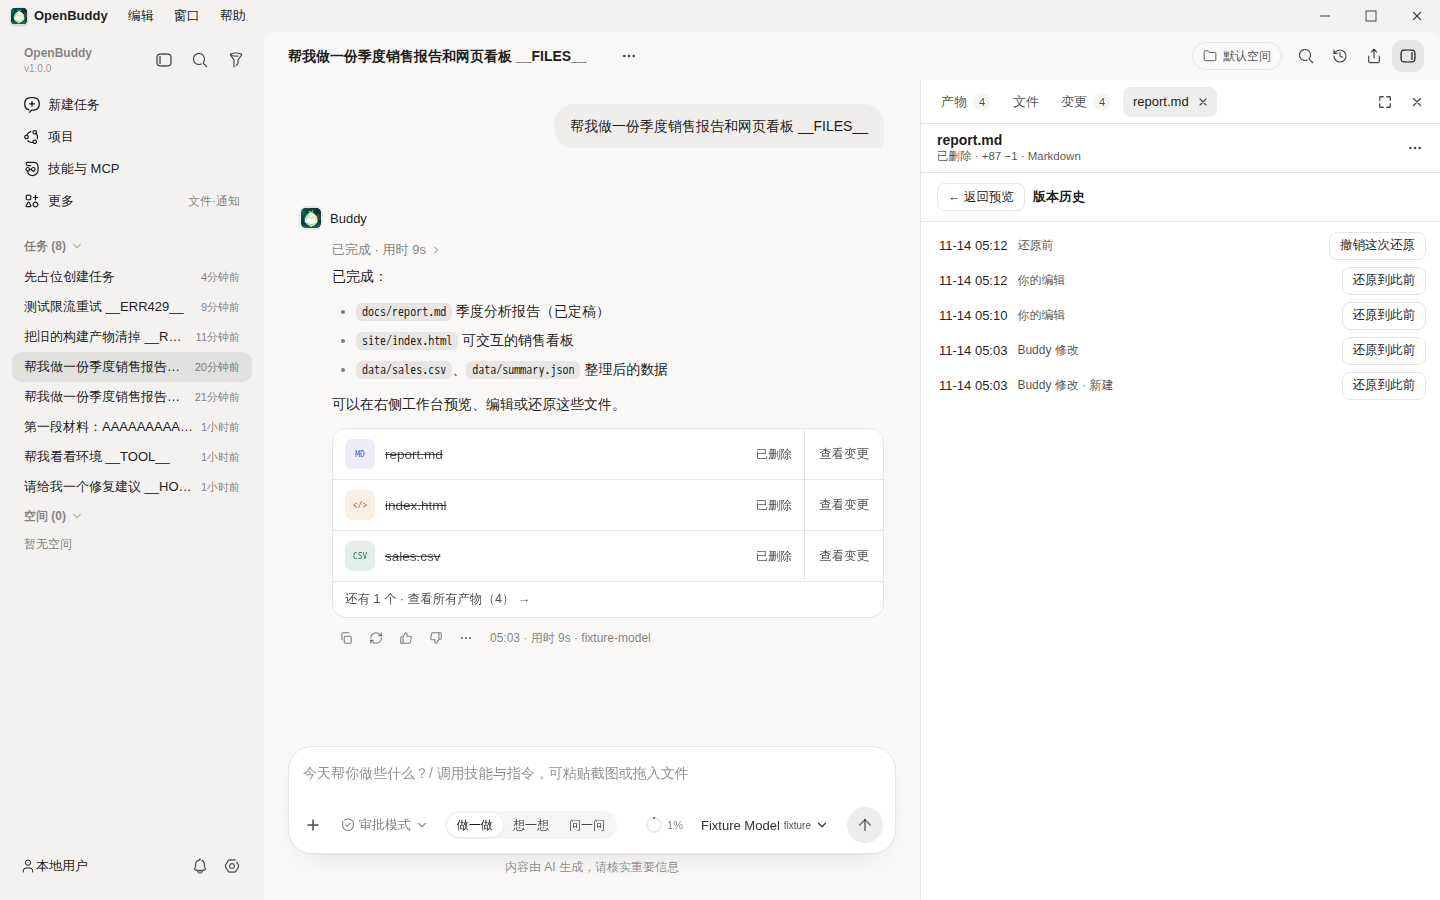 OpenBuddy 编辑 窗口 帮助
OpenBuddy
v1.0.0
新建任务
项目
技能与 MCP
更多 文件·通知
任务 (8)
先占位创建任务 4分钟前
测试限流重试 __ERR429__ 9分钟前
把旧的构建产物清掉 __R… 11分钟前
帮我做一份季度销售报告… 20分钟前
帮我做一份季度销售报告… 21分钟前
第一段材料：AAAAAAAAA… 1小时前
帮我看看环境 __TOOL__ 1小时前
请给我一个修复建议 __HO… 1小时前
空间 (0)
暂无空间
本地用户
帮我做一份季度销售报告和网页看板 __FILES__
默认空间
帮我做一份季度销售报告和网页看板 __FILES__
Buddy
已完成 · 用时 9s
已完成：
docs/report.md 季度分析报告（已定稿）
site/index.html 可交互的销售看板
data/sales.csv、data/summary.json 整理后的数据
可以在右侧工作台预览、编辑或还原这些文件。
MD report.md 已删除 查看变更
</> index.html 已删除 查看变更
CSV sales.csv 已删除 查看变更
还有 1 个 · 查看所有产物（4） →
05:03 · 用时 9s · fixture-model
今天帮你做些什么？/ 调用技能与指令，可粘贴截图或拖入文件
审批模式 做一做 想一想 问一问 1% Fixture Model fixture
内容由 AI 生成，请核实重要信息
产物 4 文件 变更 4 report.md
report.md
已删除 · +87 −1 · Markdown
← 返回预览 版本历史
11-14 05:12 还原前 撤销这次还原
11-14 05:12 你的编辑 还原到此前
11-14 05:10 你的编辑 还原到此前
11-14 05:03 Buddy 修改 还原到此前
11-14 05:03 Buddy 修改 · 新建 还原到此前